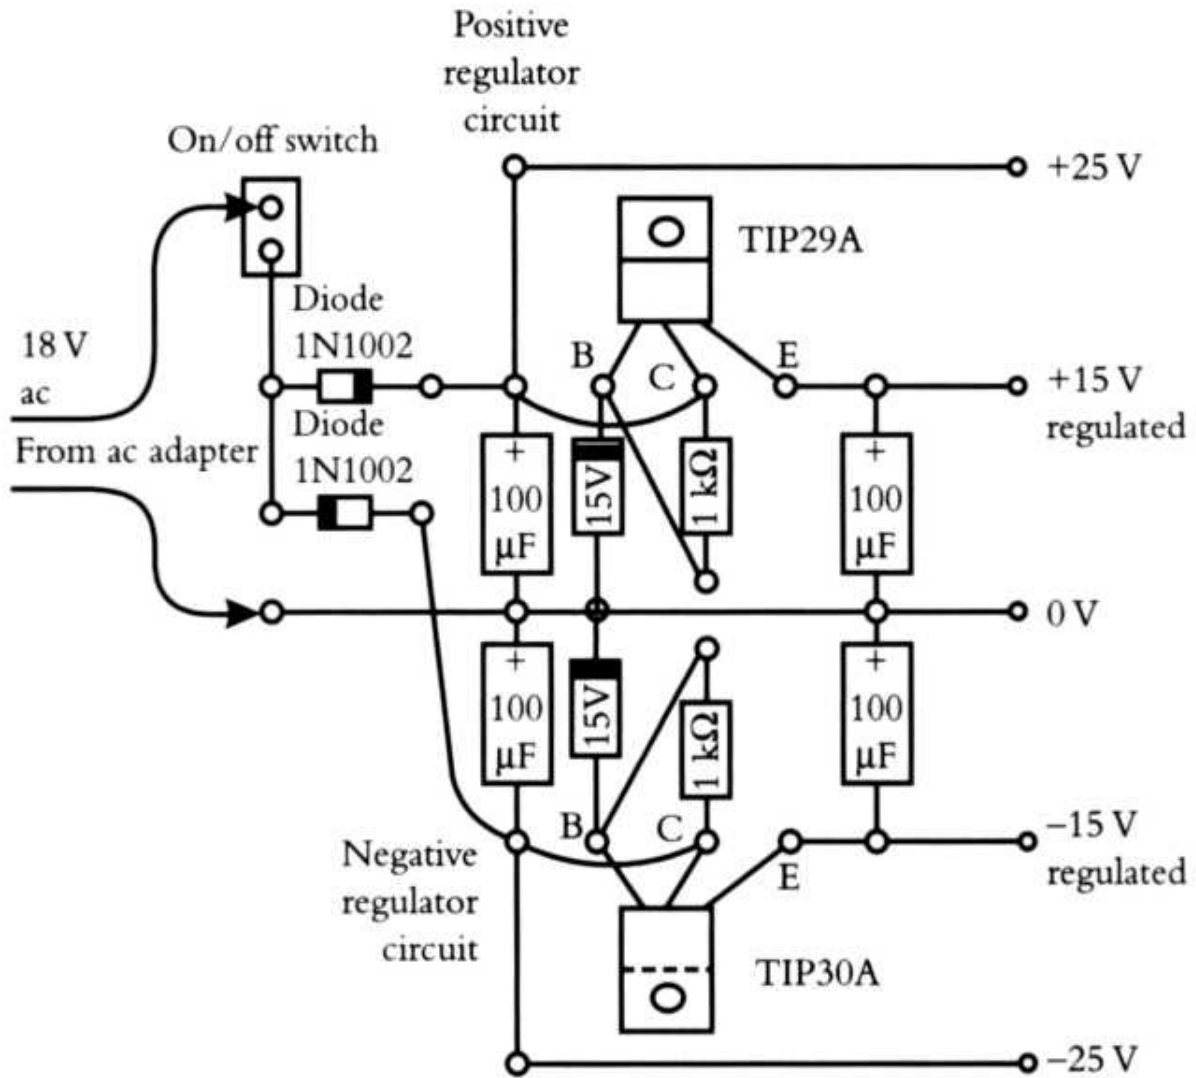 Positive
regulator
circuit
On/off switch
+25 V
TIP29A
Diode
1N1002
18 V
ac
B
C
E
+15 V
regulated
Diode
1N1002
From ac adapter
+
100
µF
15V
1 kΩ
+
100
µF
0 V
+
100
µF
15V
1 kΩ
+
100
µF
B
C
E
−15 V
regulated
Negative
regulator
circuit
TIP30A
−25 V